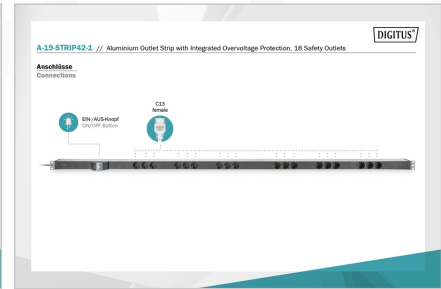 DIGITUS®
A-19-STRIP42-1 // Aluminium Outlet Strip with Integrated Overvoltage Protection, 18 Safety Outlets
Anschlüsse
Connections
C13
female
EIN-/AUS-Knopf
ON/OFF Button